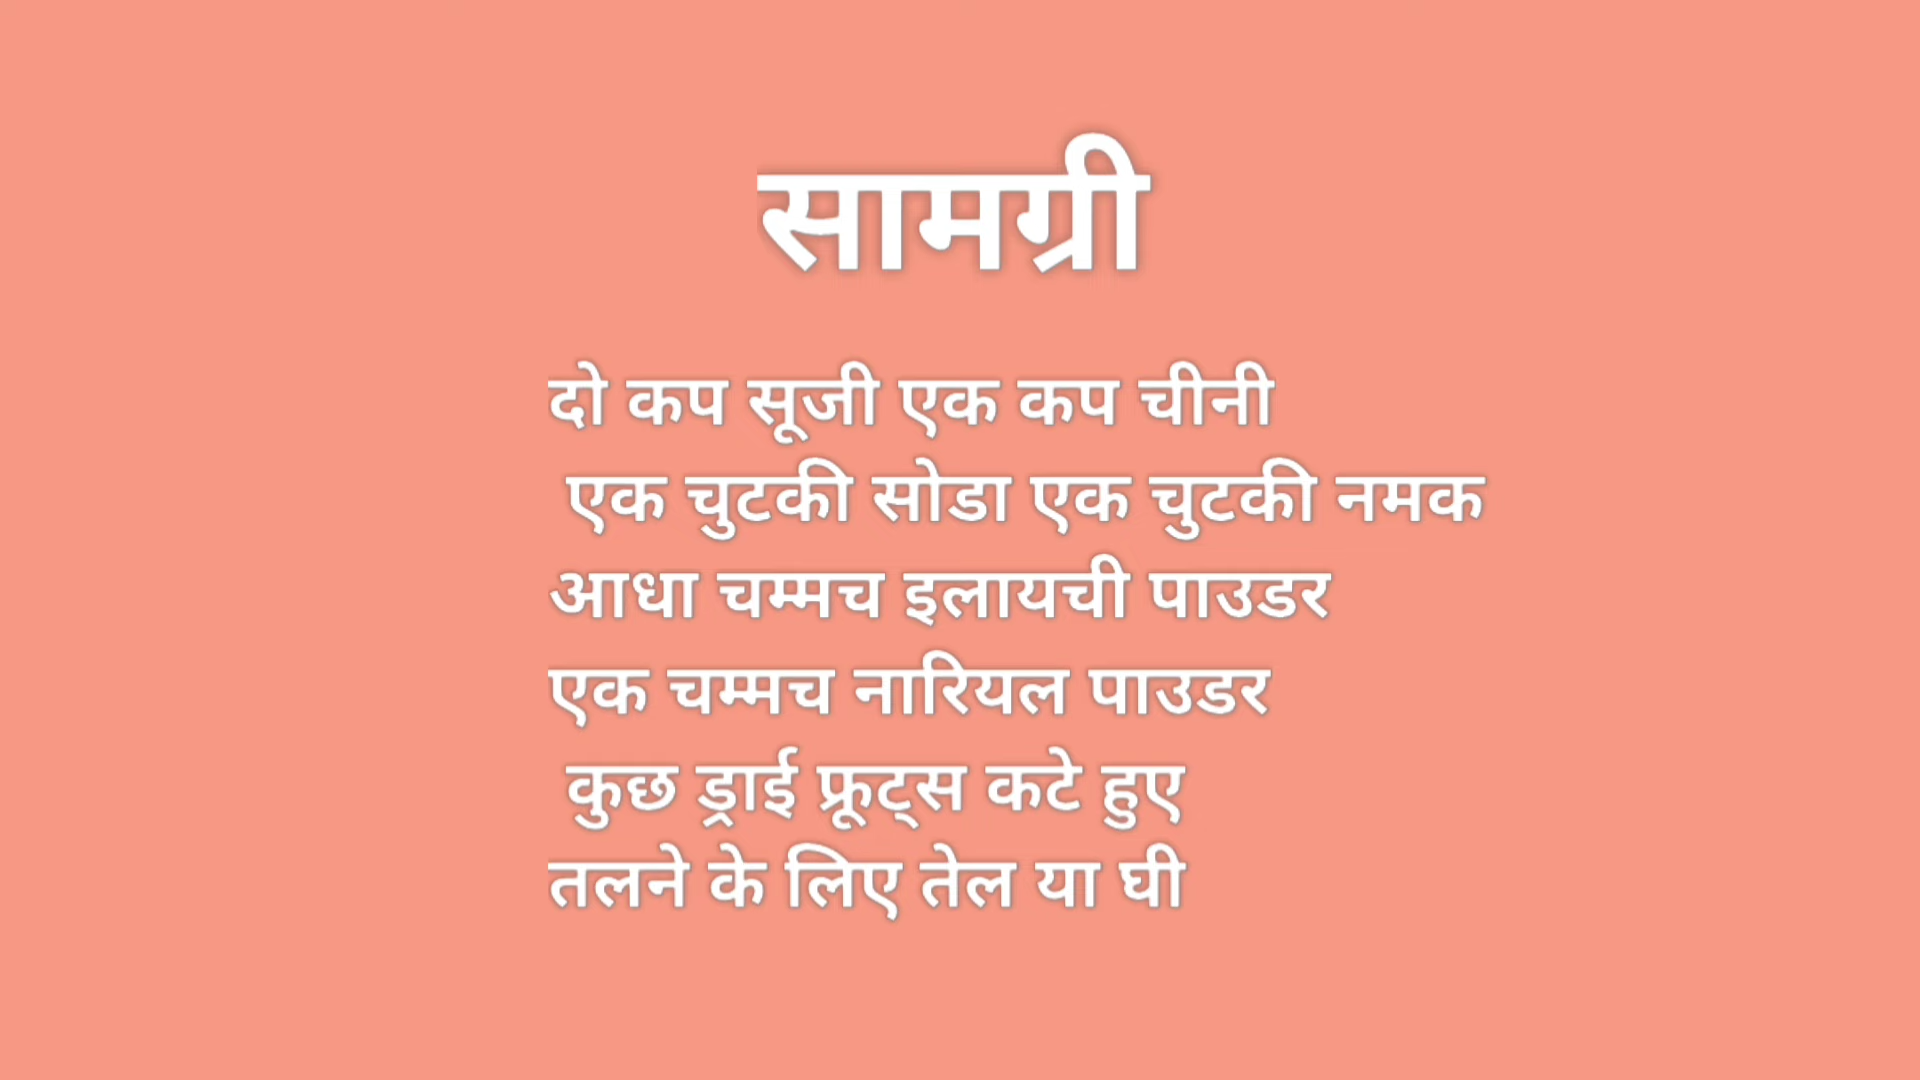 सामग्री
दो कप सूजी एक कप चीनी
एक चुटकी सोडा एक चुटकी नमक
आधा चम्मच इलायची पाउडर
एक चम्मच नारियल पाउडर
कुछ ड्राई फ्रूट्स कटे हुए
तलने के लिए तेल या घी